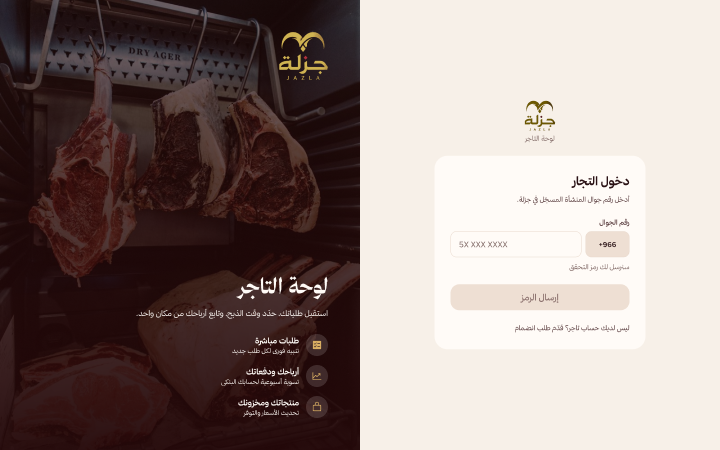 DRY AGER
جزلة
JAZLA
لوحة التاجر
استقبل طلباتك، حدّد وقت الذبح، وتابع أرباحك من مكان واحد.
طلبات مباشرة
تنبيه فوري لكل طلب جديد
أرباحك ودفعاتك
تسوية أسبوعية لحسابك البنكي
منتجاتك ومخزونك
تحديث الأسعار والتوفر
جزلة
JAZLA
لوحة التاجر
دخول التجار
أدخل رقم جوال المنشأة المسجّل في جزلة.
رقم الجوال
+966
5X XXX XXXX
سنرسل لك رمز التحقق
إرسال الرمز
ليس لديك حساب تاجر؟ قدّم طلب انضمام